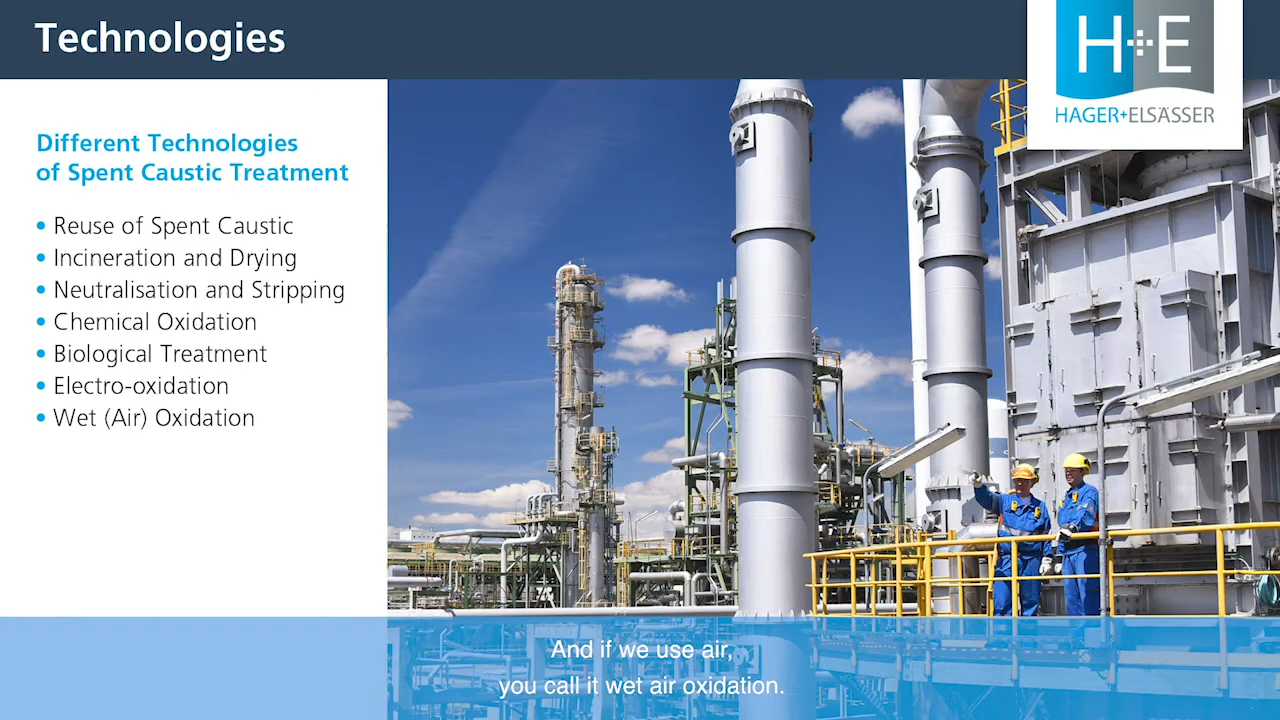 Technologies
H+E
HAGER+ELSÄSSER
Different Technologies
of Spent Caustic Treatment
• Reuse of Spent Caustic
• Incineration and Drying
• Neutralisation and Stripping
• Chemical Oxidation
• Biological Treatment
• Electro-oxidation
• Wet (Air) Oxidation
And if we use air,
you call it wet air oxidation.